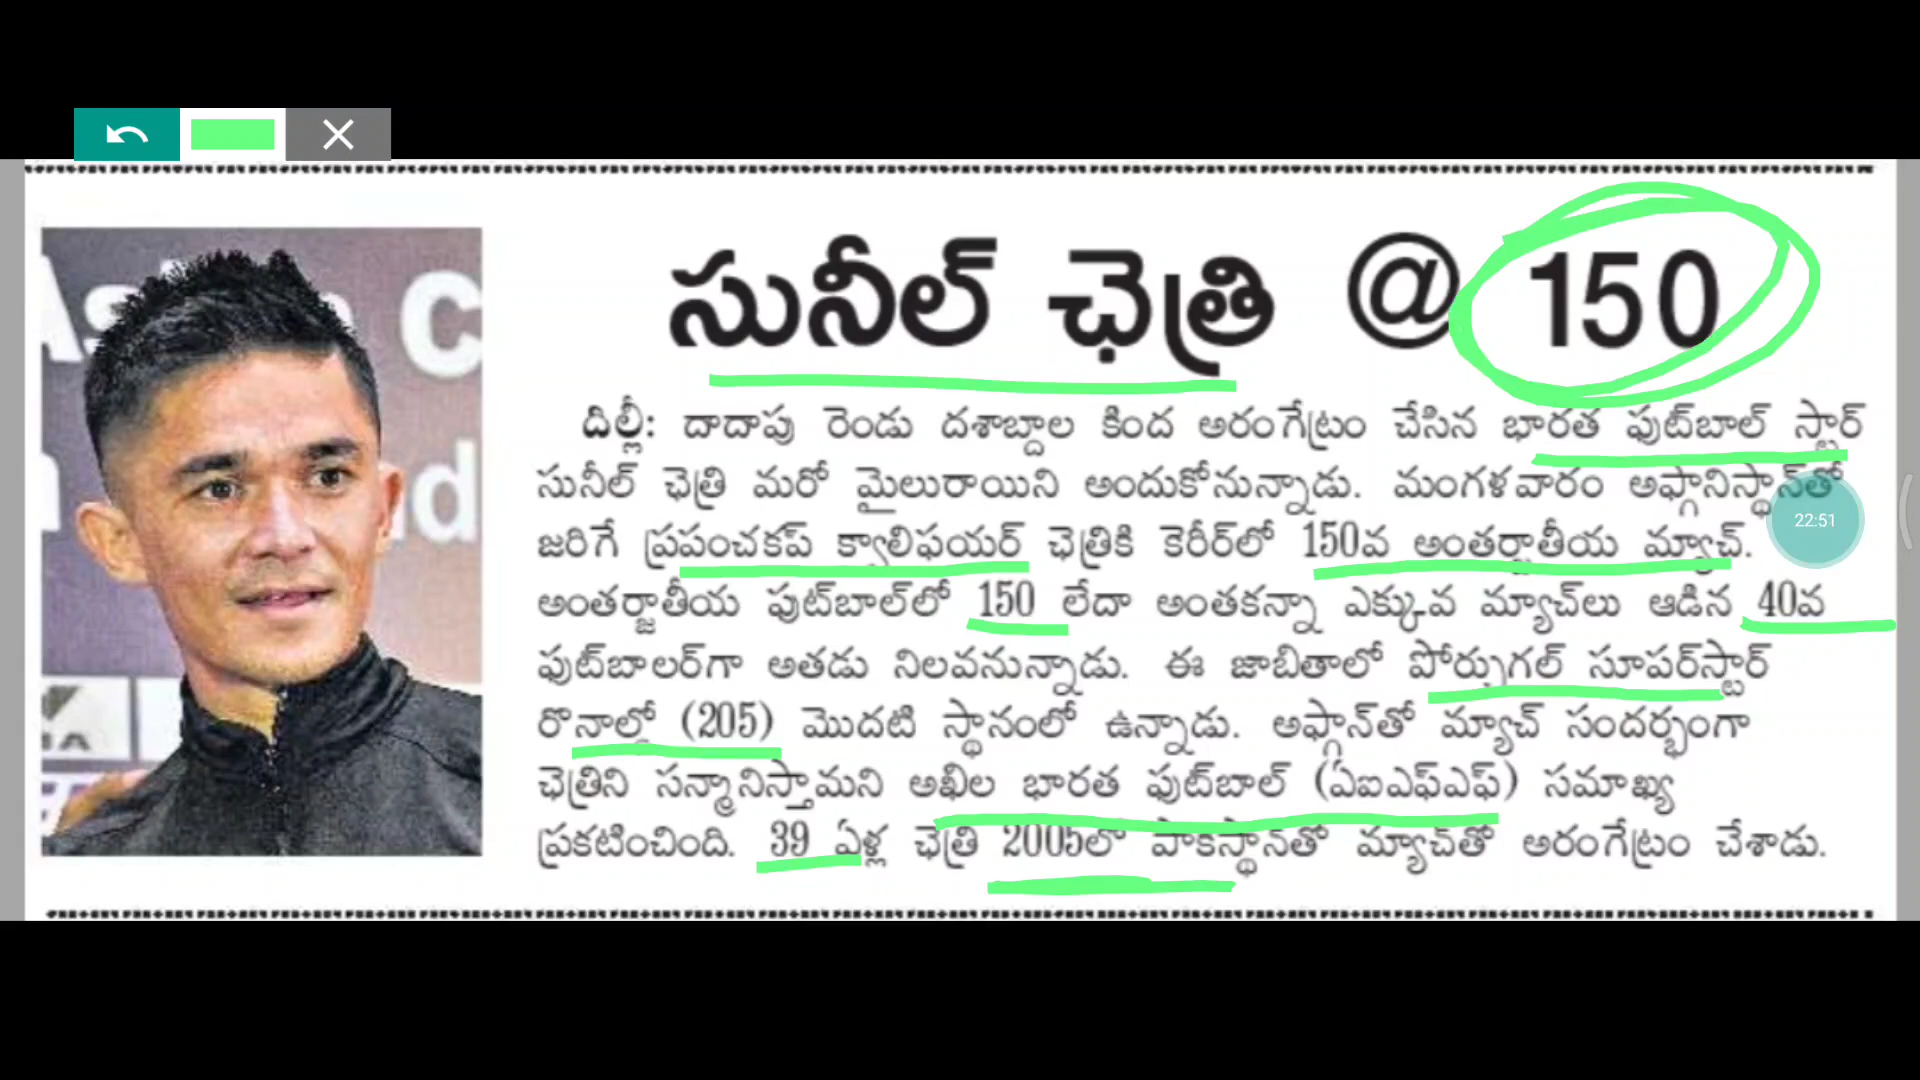 సునీల్ ఛెత్రి @ 150
దిల్లీ: దాదాపు రెండు దశాబ్దాల కింద అరంగేట్రం చేసిన భారత ఫుట్‌బాల్ స్టార్
సునీల్ ఛెత్రి మరో మైలురాయిని అందుకోనున్నాడు. మంగళవారం అఫ్గానిస్థాన్‌తో
22:51
జరిగే ప్రపంచకప్ క్వాలిఫయర్ ఛెత్రికి కెరీర్‌లో 150వ అంతర్జాతీయ మ్యాచ్.
అంతర్జాతీయ ఫుట్‌బాల్‌లో 150 లేదా అంతకన్నా ఎక్కువ మ్యాచ్‌లు ఆడిన 40వ
ఫుట్‌బాలర్‌గా అతడు నిలవనున్నాడు. ఈ జాబితాలో పోర్చుగల్ సూపర్‌స్టార్
రొనాల్డో (205) మొదటి స్థానంలో ఉన్నాడు. అఫ్గాన్‌తో మ్యాచ్ సందర్భంగా
ఛెత్రిని సన్మానిస్తామని అఖిల భారత ఫుట్‌బాల్ (ఏఐఎఫ్ఎఫ్) సమాఖ్య
ప్రకటించింది. 39 ఏళ్ల ఛెత్రి 2005లో పాకిస్థాన్‌తో మ్యాచ్‌తో అరంగేట్రం చేశాడు.